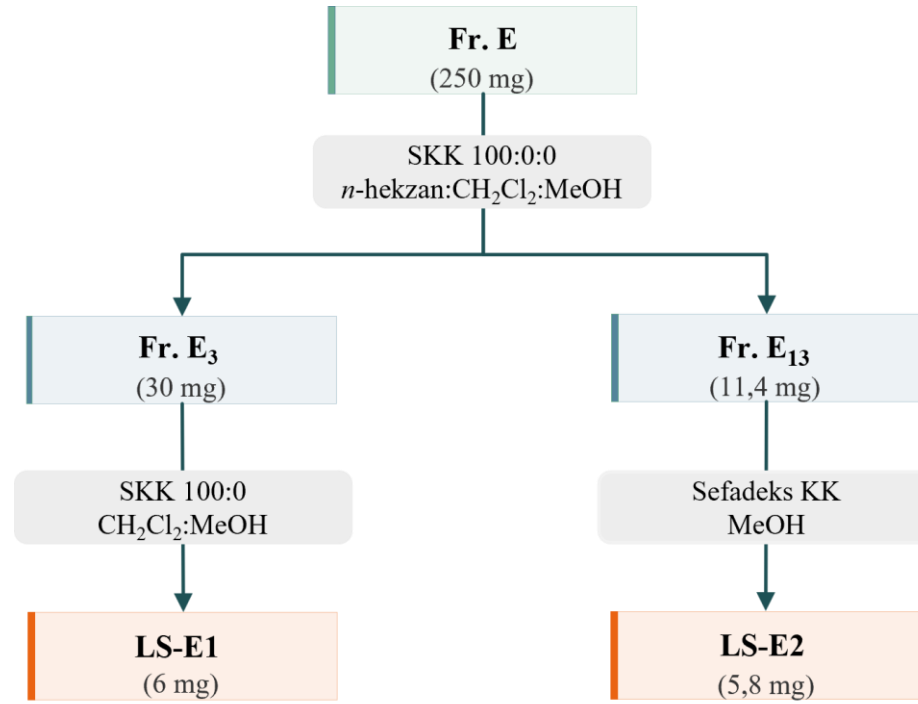 Fr. E
(250 mg)
SKK 100:0:0
n-hekzan:CH₂Cl₂:MeOH
Fr. E₃
(30 mg)
Fr. E₁₃
(11,4 mg)
SKK 100:0
CH₂Cl₂:MeOH
Sefadeks KK
MeOH
LS-E1
(6 mg)
LS-E2
(5,8 mg)